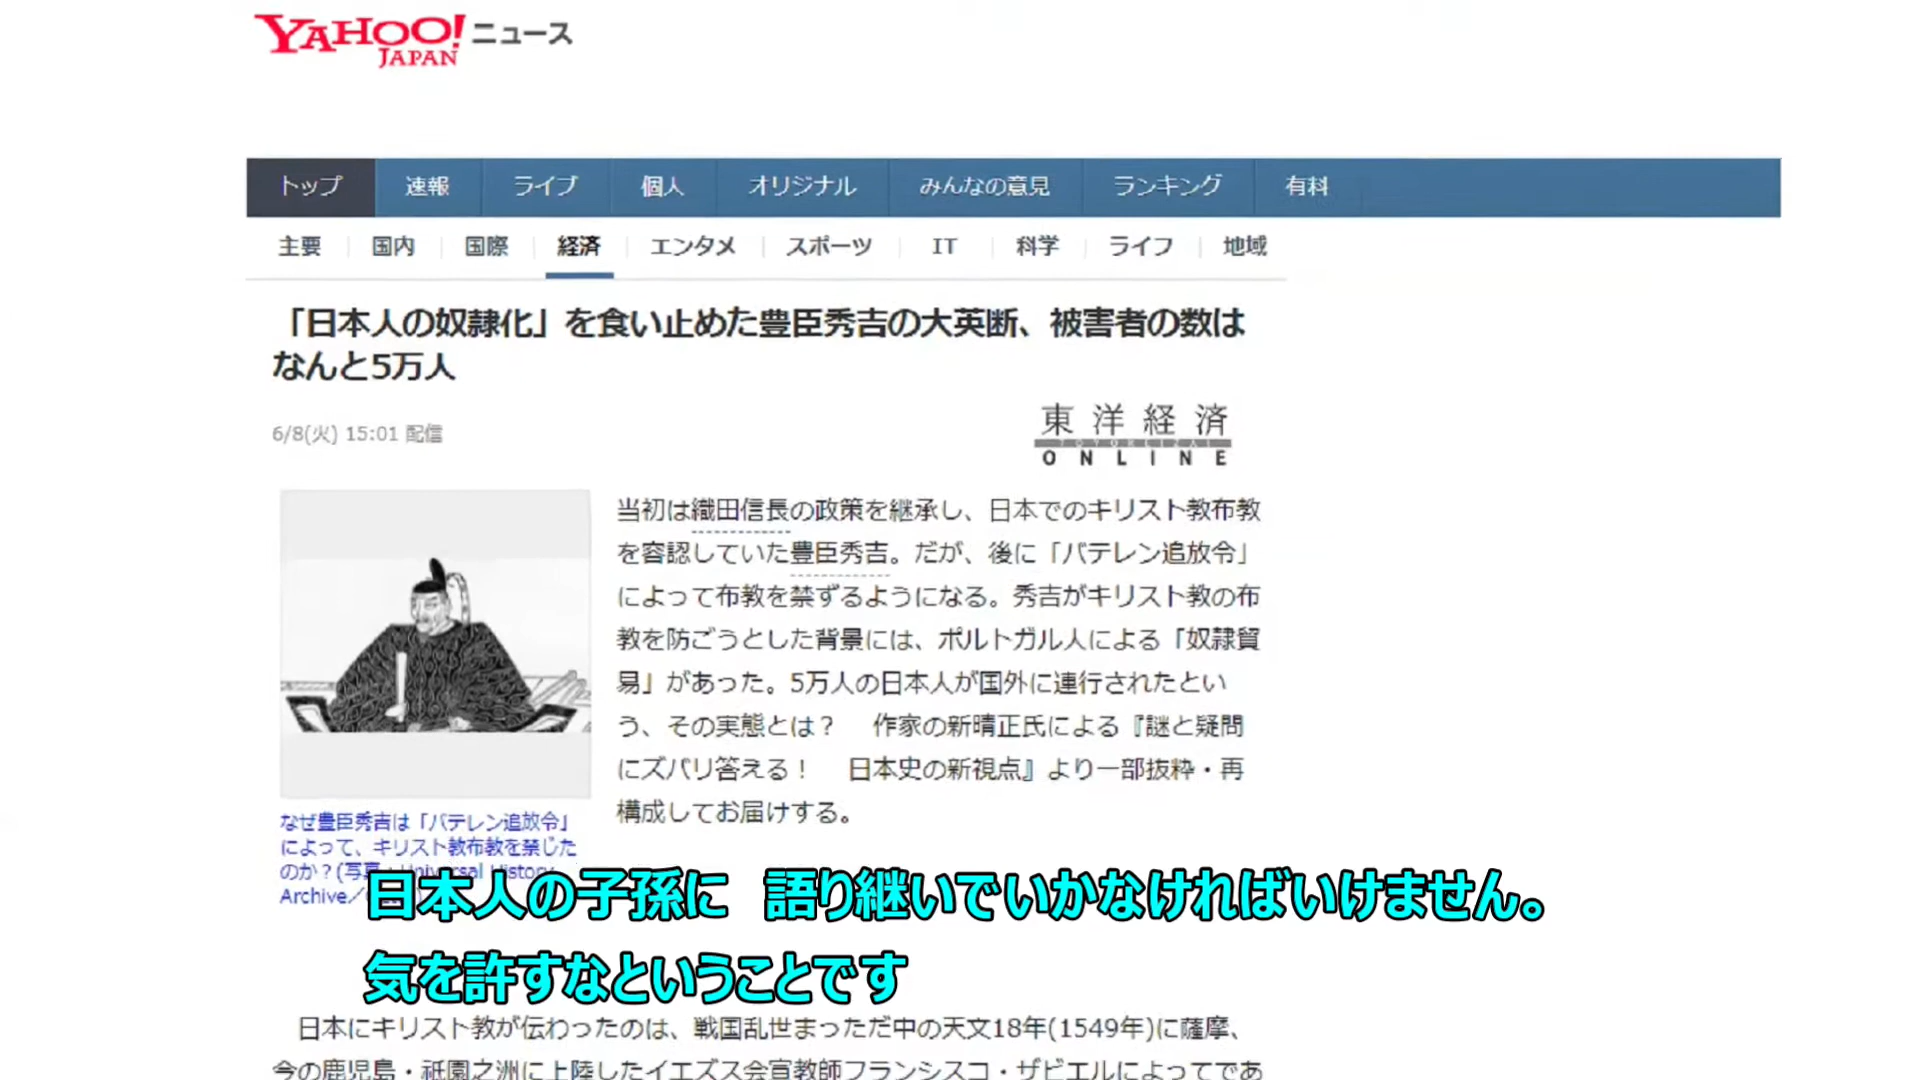 YAHOO! ニュース
JAPAN
トップ 速報 ライブ 個人 オリジナル みんなの意見 ランキング 有料
主要 国内 国際 経済 エンタメ スポーツ IT 科学 ライフ 地域
「日本人の奴隷化」を食い止めた豊臣秀吉の大英断、被害者の数は
なんと5万人
6/8(火) 15:01 配信
東洋経済
TOYOKEIZAI
ONLINE
当初は織田信長の政策を継承し、日本でのキリスト教布教
を容認していた豊臣秀吉。だが、後に「バテレン追放令」
によって布教を禁ずるようになる。秀吉がキリスト教の布
教を防ごうとした背景には、ポルトガル人による「奴隷貿
易」があった。5万人の日本人が国外に連行されたとい
う、その実態とは? 作家の新晴正氏による『謎と疑問
にズバリ答える! 日本史の新視点』より一部抜粋・再
構成してお届けする。
なぜ豊臣秀吉は「バテレン追放令」
によって、キリスト教布教を禁じた
のか?(写真:Universal History
Archive/
日本人の子孫に 語り継いでいかなければいけません。
気を許すなということです
日本にキリスト教が伝わったのは、戦国乱世まっただ中の天文18年(1549年)に薩摩、
今の鹿児島・祇園之洲に上陸したイエズス会宣教師フランシスコ・ザビエルによってであ